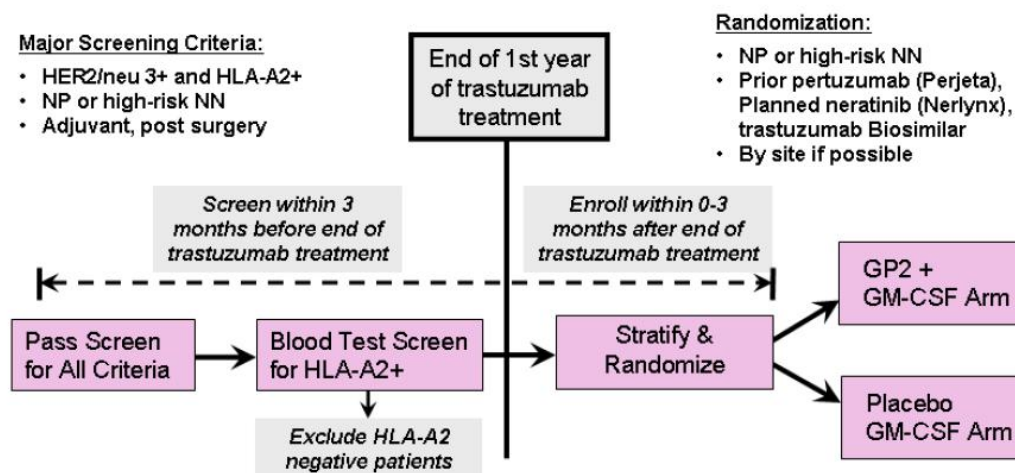 Major Screening Criteria:
• HER2/neu 3+ and HLA-A2+
• NP or high-risk NN
• Adjuvant, post surgery
End of 1st year
of trastuzumab
treatment
Randomization:
• NP or high-risk NN
• Prior pertuzumab (Perjeta),
Planned neratinib (Nerlynx),
trastuzumab Biosimilar
• By site if possible
Screen within 3
months before end of
trastuzumab treatment
Enroll within 0-3
months after end of
trastuzumab treatment
Pass Screen
for All Criteria
Blood Test Screen
for HLA-A2+
Exclude HLA-A2
negative patients
Stratify &
Randomize
GP2 +
GM-CSF Arm
Placebo
GM-CSF Arm